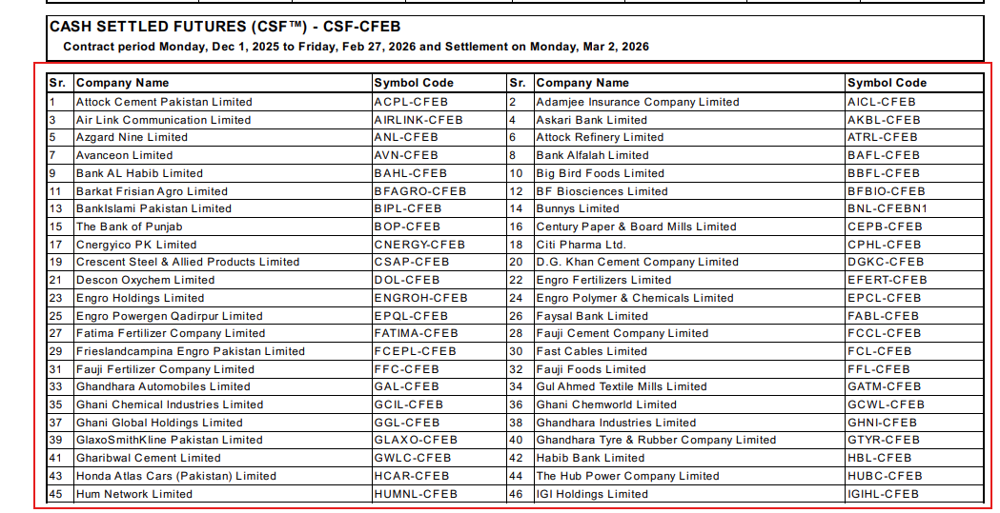 CASH SETTLED FUTURES (CSF™) - CSF-CFEB
Contract period Monday, Dec 1, 2025 to Friday, Feb 27, 2026 and Settlement on Monday, Mar 2, 2026
Sr. Company Name Symbol Code Sr. Company Name Symbol Code
1 Attock Cement Pakistan Limited ACPL-CFEB 2 Adamjee Insurance Company Limited AICL-CFEB
3 Air Link Communication Limited AIRLINK-CFEB 4 Askari Bank Limited AKBL-CFEB
5 Azgard Nine Limited ANL-CFEB 6 Attock Refinery Limited ATRL-CFEB
7 Avanceon Limited AVN-CFEB 8 Bank Alfalah Limited BAFL-CFEB
9 Bank AL Habib Limited BAHL-CFEB 10 Big Bird Foods Limited BBFL-CFEB
11 Barkat Frisian Agro Limited BFAGRO-CFEB 12 BF Biosciences Limited BFBIO-CFEB
13 BankIslami Pakistan Limited BIPL-CFEB 14 Bunnys Limited BNL-CFEBN1
15 The Bank of Punjab BOP-CFEB 16 Century Paper & Board Mills Limited CEPB-CFEB
17 Cnergyico PK Limited CNERGY-CFEB 18 Citi Pharma Ltd. CPHL-CFEB
19 Crescent Steel & Allied Products Limited CSAP-CFEB 20 D.G. Khan Cement Company Limited DGKC-CFEB
21 Descon Oxychem Limited DOL-CFEB 22 Engro Fertilizers Limited EFERT-CFEB
23 Engro Holdings Limited ENGROH-CFEB 24 Engro Polymer & Chemicals Limited EPCL-CFEB
25 Engro Powergen Qadirpur Limited EPQL-CFEB 26 Faysal Bank Limited FABL-CFEB
27 Fatima Fertilizer Company Limited FATIMA-CFEB 28 Fauji Cement Company Limited FCCL-CFEB
29 Frieslandcampina Engro Pakistan Limited FCEPL-CFEB 30 Fast Cables Limited FCL-CFEB
31 Fauji Fertilizer Company Limited FFC-CFEB 32 Fauji Foods Limited FFL-CFEB
33 Ghandhara Automobiles Limited GAL-CFEB 34 Gul Ahmed Textile Mills Limited GATM-CFEB
35 Ghani Chemical Industries Limited GCIL-CFEB 36 Ghani Chemworld Limited GCWL-CFEB
37 Ghani Global Holdings Limited GGL-CFEB 38 Ghandhara Industries Limited GHNI-CFEB
39 GlaxoSmithKline Pakistan Limited GLAXO-CFEB 40 Ghandhara Tyre & Rubber Company Limited GTYR-CFEB
41 Gharibwal Cement Limited GWLC-CFEB 42 Habib Bank Limited HBL-CFEB
43 Honda Atlas Cars (Pakistan) Limited HCAR-CFEB 44 The Hub Power Company Limited HUBC-CFEB
45 Hum Network Limited HUMNL-CFEB 46 IGI Holdings Limited IGIHL-CFEB